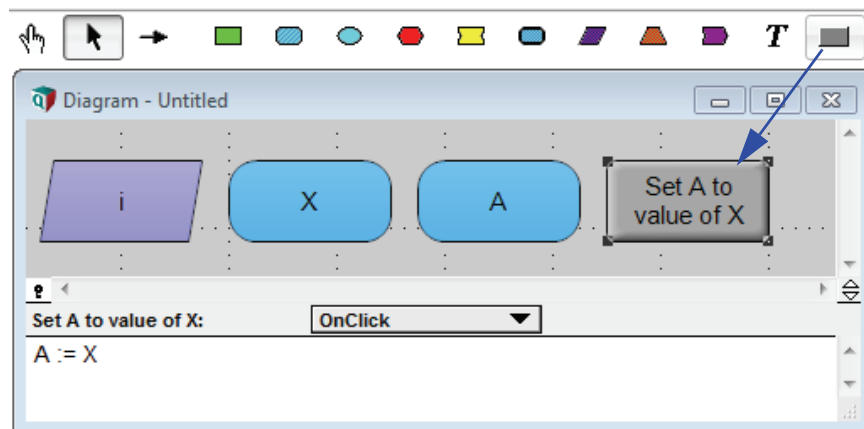 T
Diagram - Untitled
i
X
A
Set A to
value of X
?
Set A to value of X:
OnClick
A := X